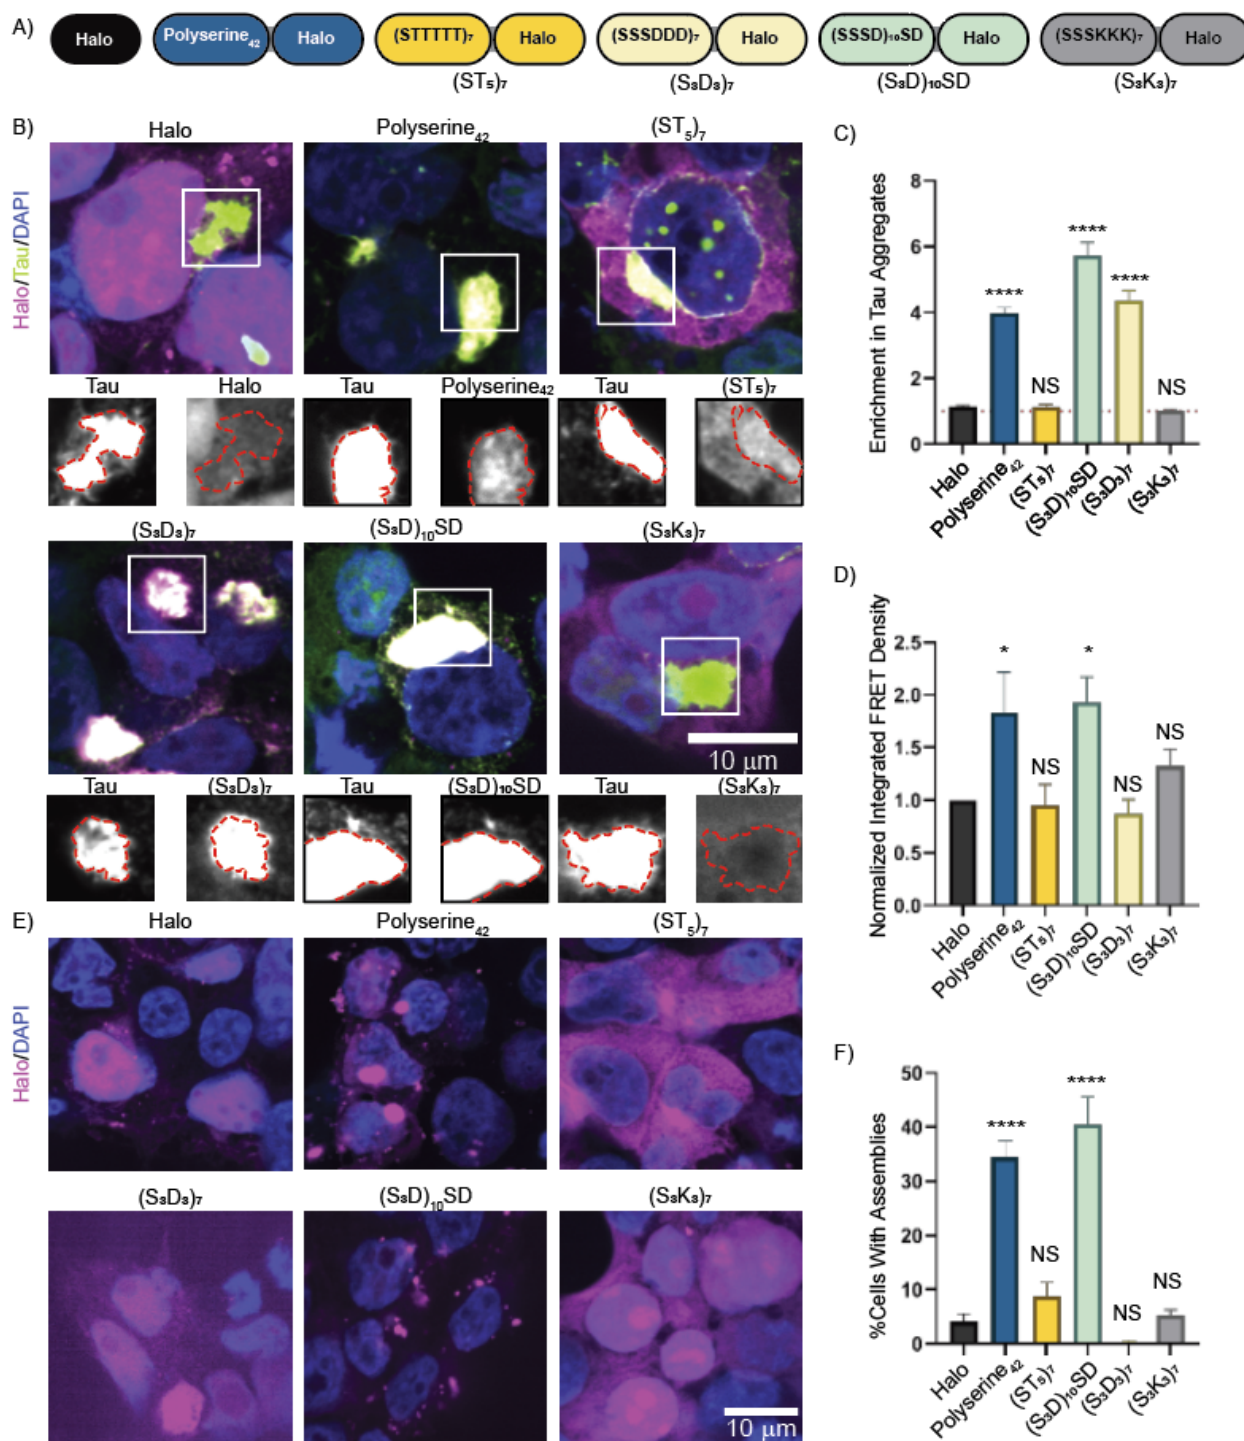 A)
Halo
Polyserine₄₂ Halo
(STTTTT)₇ Halo
(SSSDDD)₇ Halo
(SSSD)₁₀SD Halo
(SSSKKK)₇ Halo
(ST₅)₇ (S₃D₃)₇ (S₃D)₁₀SD (S₃K₃)₇
B)
Halo Polyserine₄₂ (ST₅)₇
Halo/Tau/DAPI
Tau Halo Tau Polyserine₄₂ Tau (ST₅)₇
(S₃D₃)₇ (S₃D)₁₀SD (S₃K₃)₇
10 μm
Tau (S₃D₃)₇ Tau (S₃D)₁₀SD Tau (S₃K₃)₇
C)
Enrichment in Tau Aggregates
8
6
4
2
0
**** NS **** **** NS
Halo
Polyserine₄₂
(ST₅)₇
(S₃D)₁₀SD
(S₃D₃)₇
(S₃K₃)₇
D)
Normalized Integrated FRET Density
2.5
2.0
1.5
1.0
0.5
0.0
* NS * NS NS
Halo
Polyserine₄₂
(ST₅)₇
(S₃D)₁₀SD
(S₃D₃)₇
(S₃K₃)₇
E)
Halo Polyserine₄₂ (ST₅)₇
Halo/DAPI
(S₃D₃)₇ (S₃D)₁₀SD (S₃K₃)₇
10 μm
F)
%Cells With Assemblies
50
40
30
20
10
0
**** NS **** NS NS
Halo
Polyserine₄₂
(ST₅)₇
(S₃D)₁₀SD
(S₃D₃)₇
(S₃K₃)₇